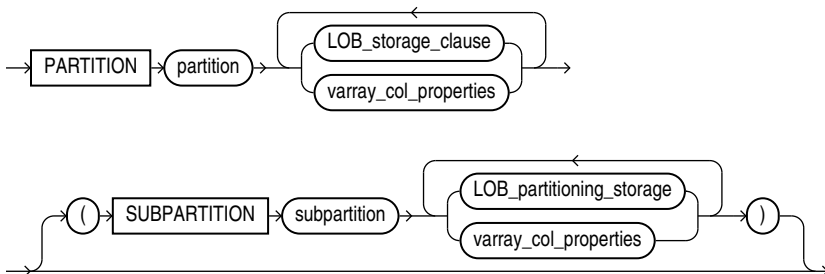 LOB_storage_clause
PARTITION partition
varray_col_properties
LOB_partitioning_storage
( SUBPARTITION subpartition )
varray_col_properties